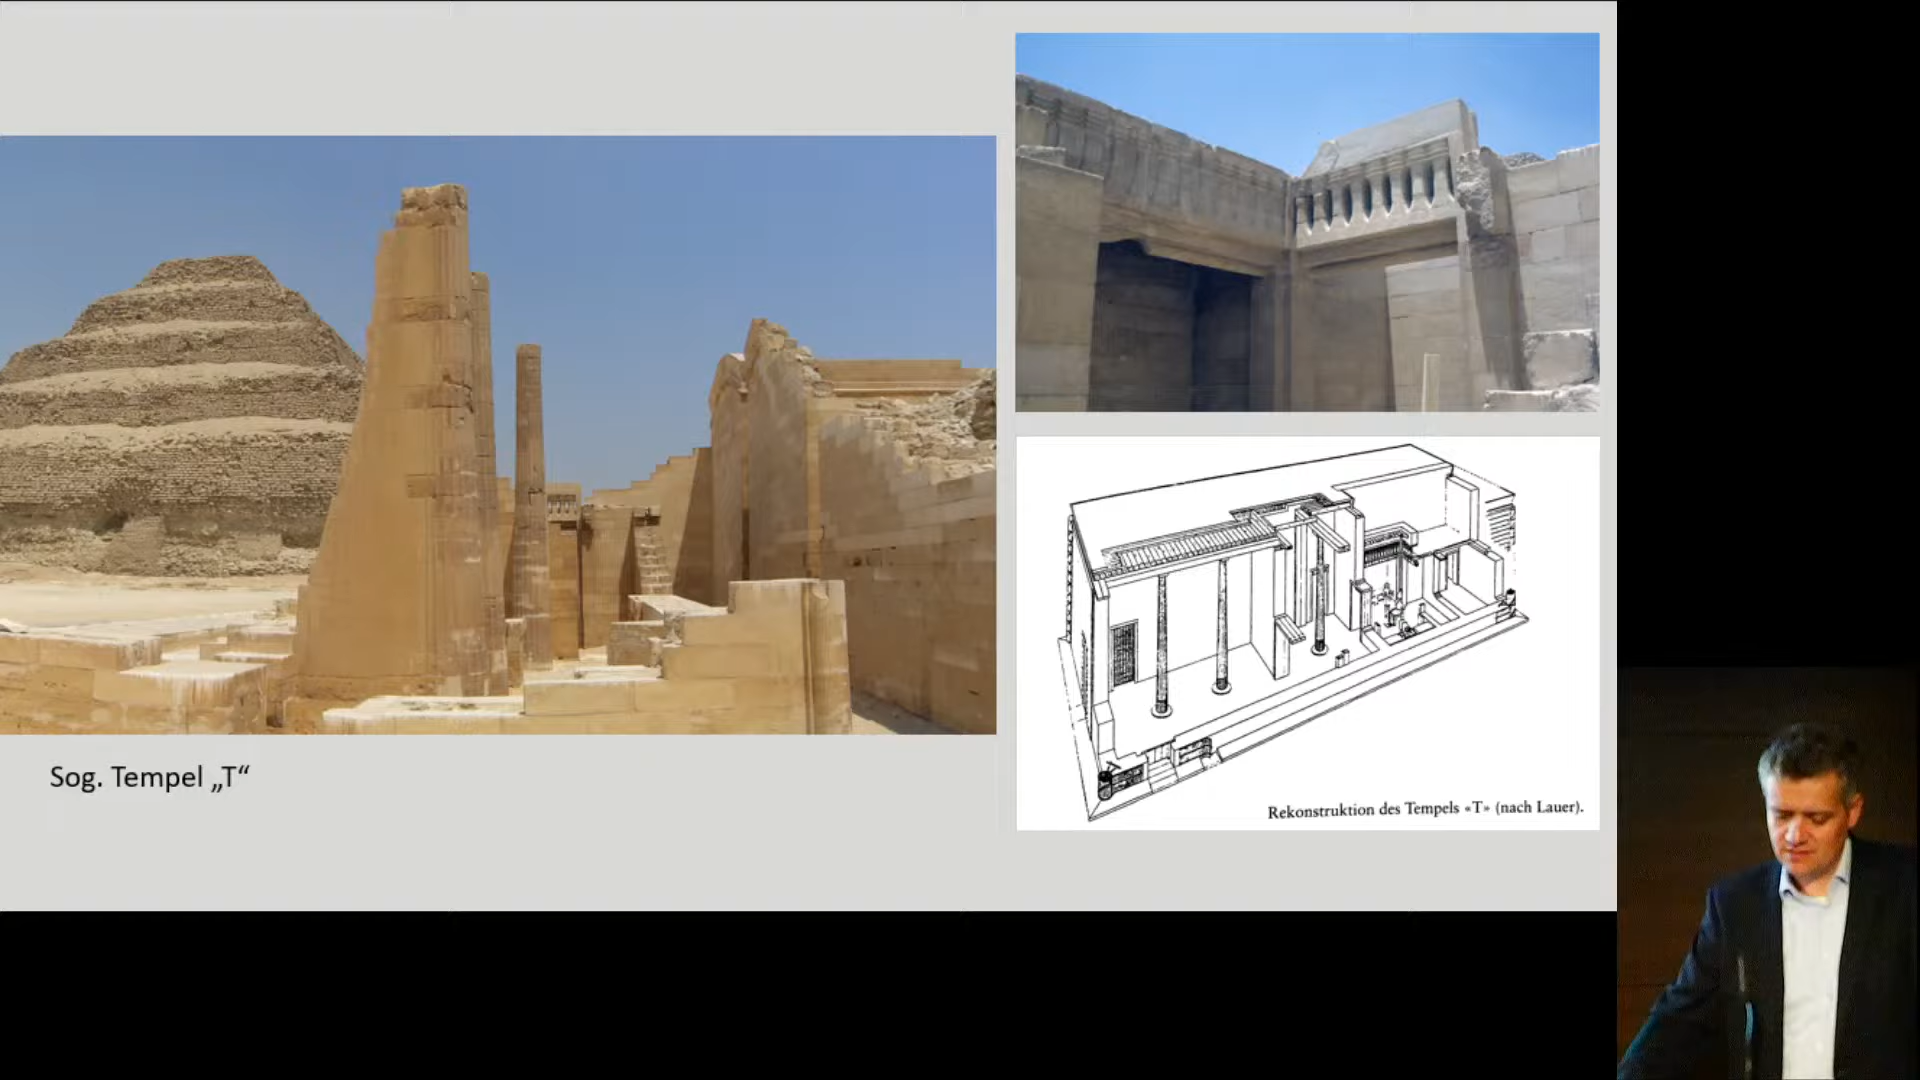 Sog. Tempel „T“
Rekonstruktion des Tempels «T» (nach Lauer).